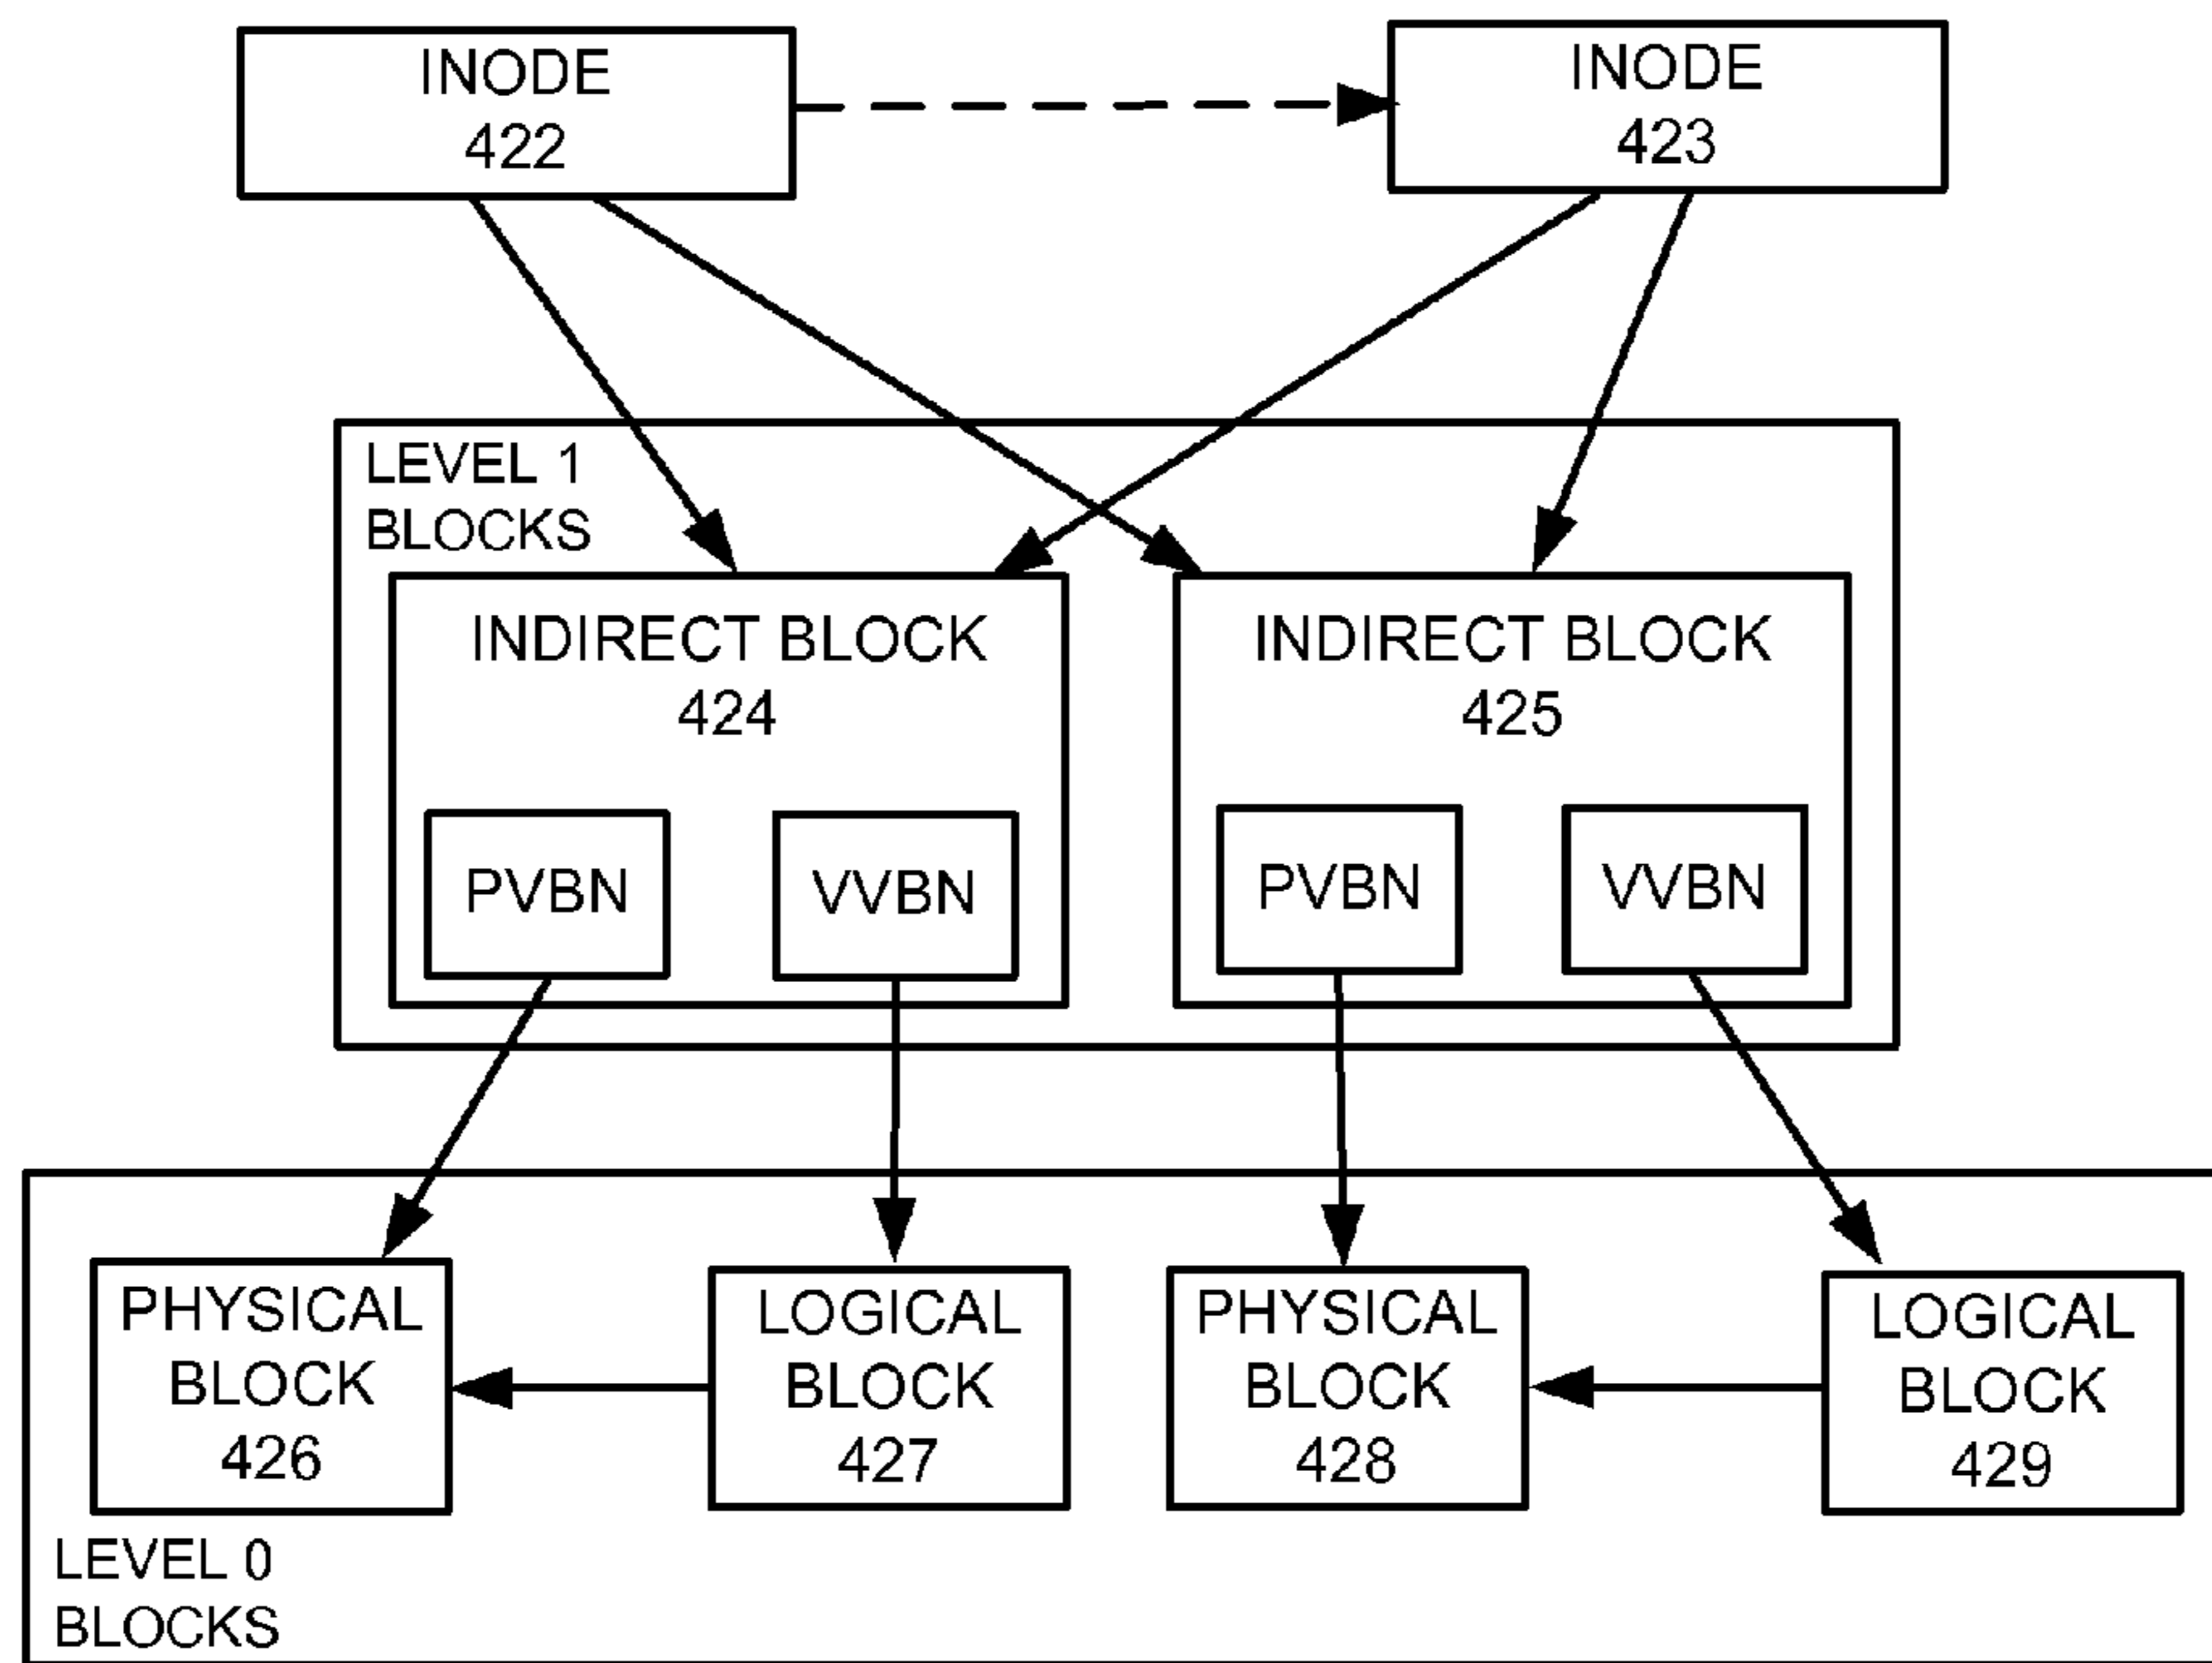 INODE
422
INODE
423
LEVEL 1
BLOCKS
INDIRECT BLOCK
424
INDIRECT BLOCK
425
PVBN
VVBN
PVBN
VVBN
PHYSICAL
BLOCK
426
LOGICAL
BLOCK
427
PHYSICAL
BLOCK
428
LOGICAL
BLOCK
429
LEVEL 0
BLOCKS